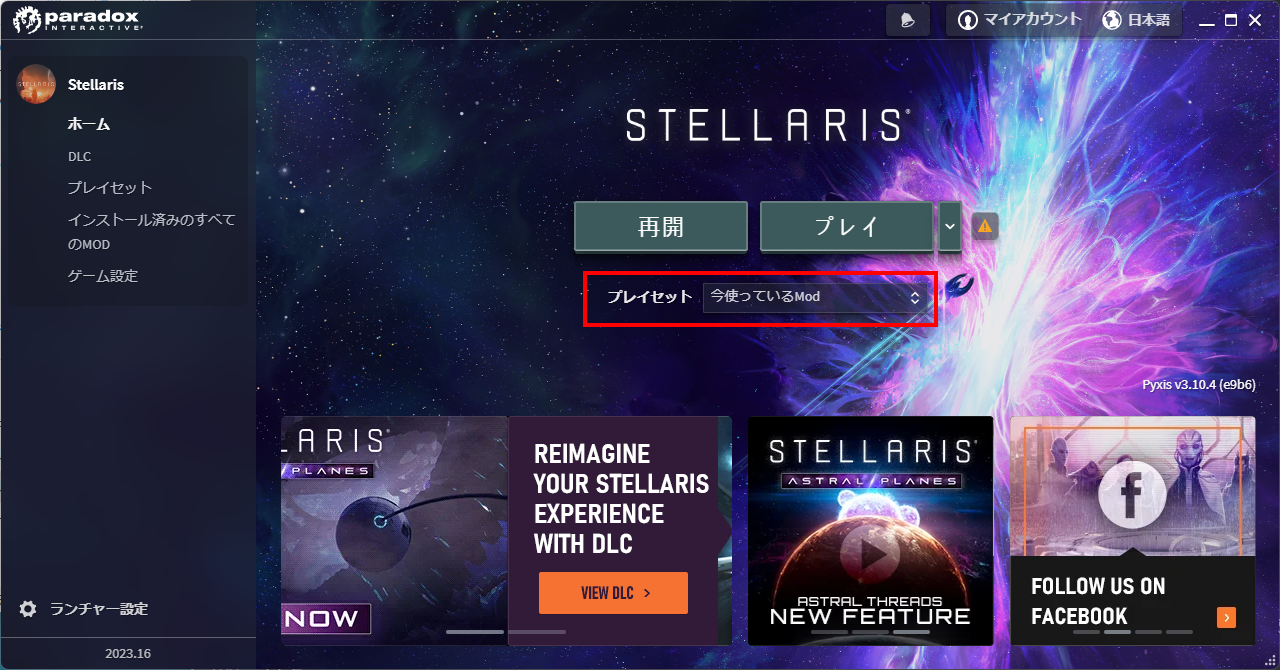 paradox
INTERACTIVE
マイアカウント
日本語
STELLARIS
Stellaris
ホーム
DLC
プレイセット
インストール済みのすべて
のMOD
ゲーム設定
STELLARIS
再開
プレイ
プレイセット
今使っているMod
Pyxis v3.10.4 (e9b6)
LARIS
PLANES
NOW
REIMAGINE
YOUR STELLARIS
EXPERIENCE
WITH DLC
VIEW DLC >
STELLARIS
ASTRAL PLANES
ASTRAL THREADS
NEW FEATURE
FOLLOW US ON
FACEBOOK
ランチャー設定
2023.16